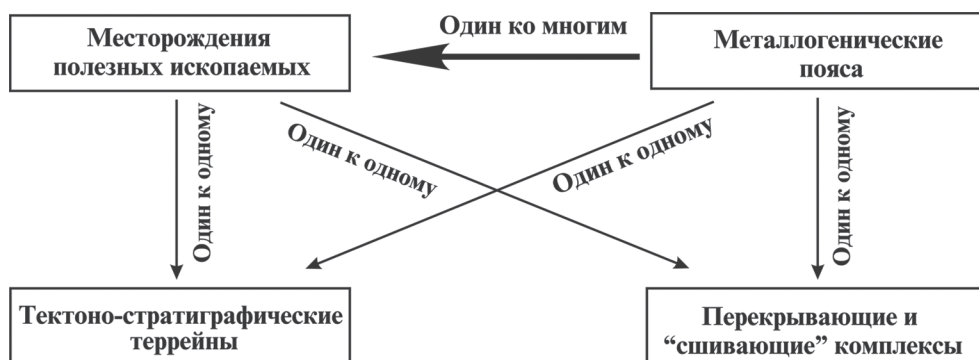 Месторождения
полезных ископаемых
Один ко многим
Металлогенические
пояса
Один к одному
Один к одному
Один к одному
Один к одному
Тектоно-стратиграфические
террейны
Перекрывающие и
“сшивающие” комплексы